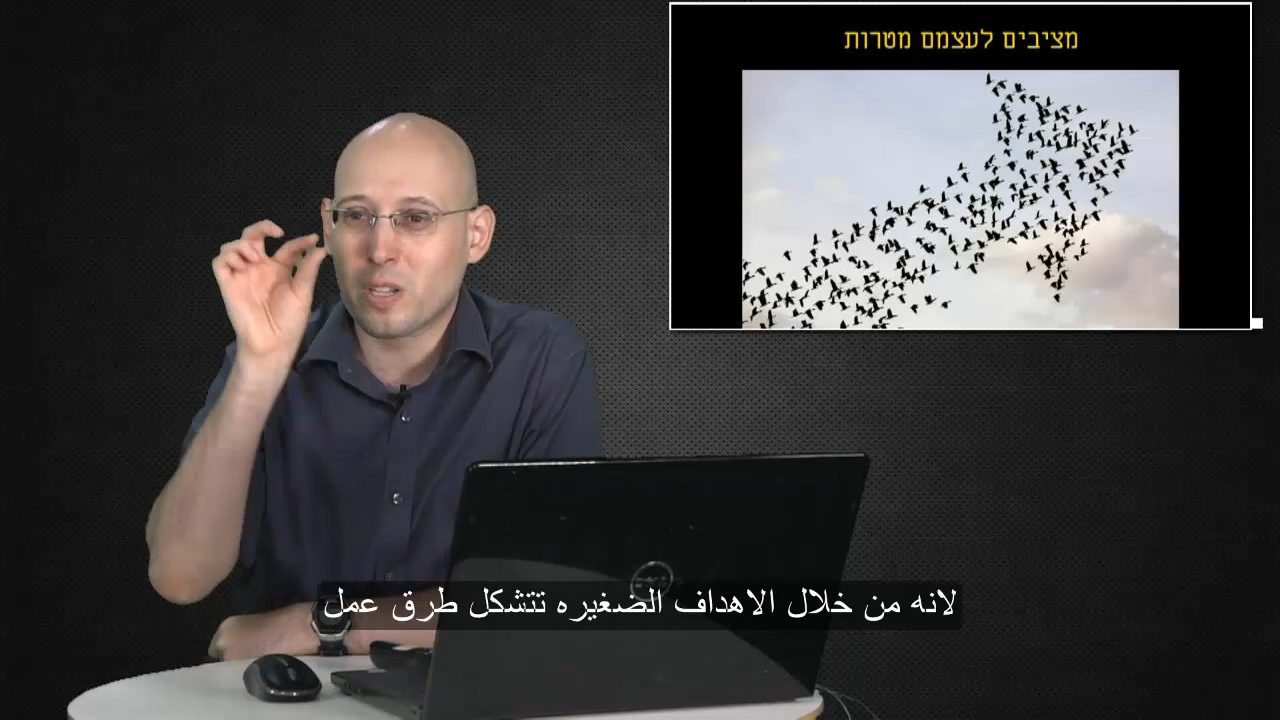 מציבים לעצמם מטרות
لانه من خلال الاهداف الضغيره تتشكل طرق عمل